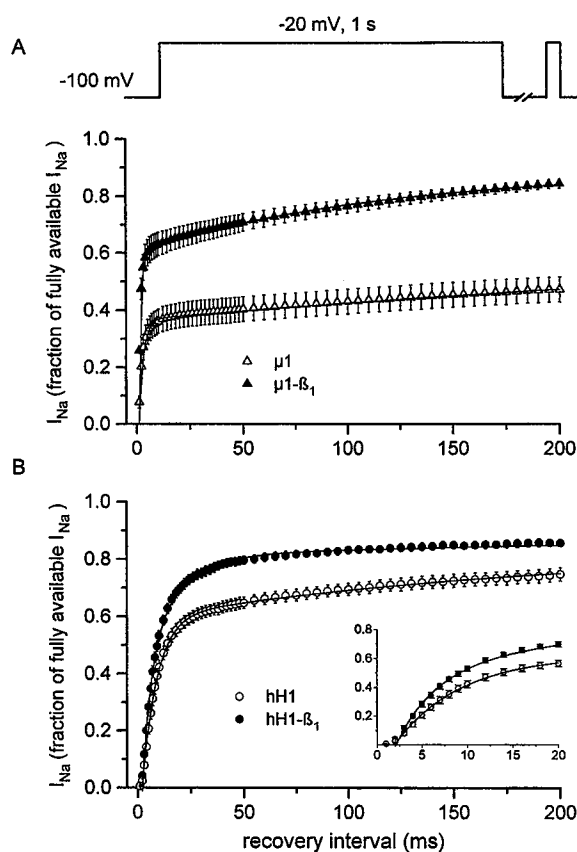 A
-20 mV, 1 s
-100 mV
I_Na (fraction of fully available I_Na)
1.0
0.8
0.6
0.4
0.2
0.0
µ1
µ1-ß₁
0 50 100 150 200
B
I_Na (fraction of fully available I_Na)
1.0
0.8
0.6
0.4
0.2
0.0
hH1
hH1-ß₁
0.8
0.6
0.4
0.2
0 5 10 15 20
0 50 100 150 200
recovery interval (ms)